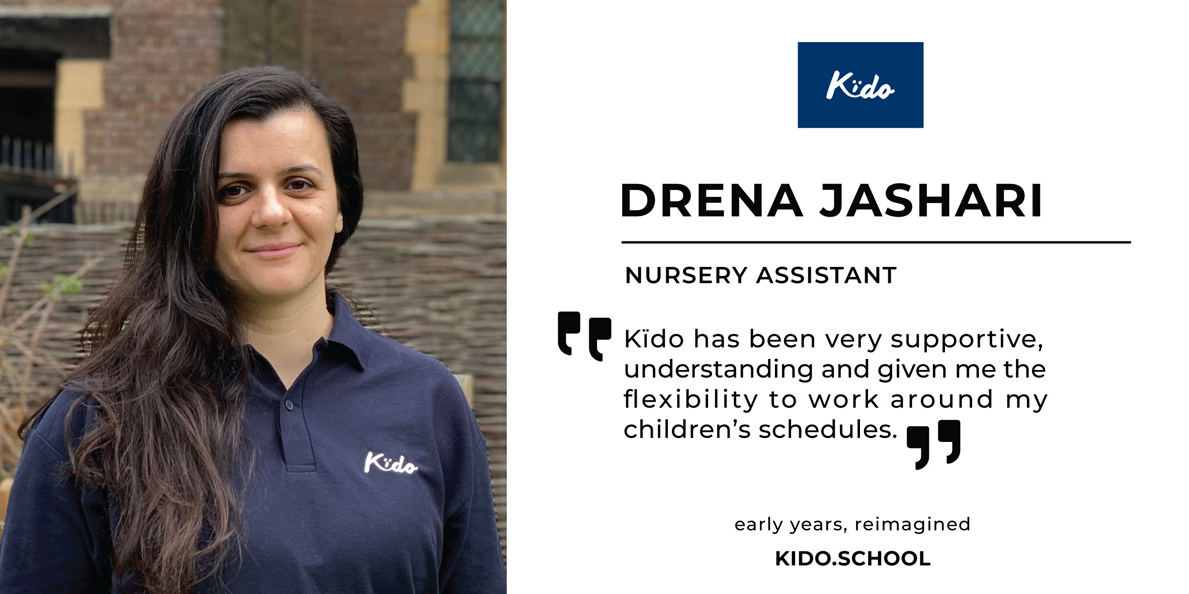 Kïdo
DRENA JASHARI
NURSERY ASSISTANT
Kïdo has been very supportive,
understanding and given me the
flexibility to work around my
children’s schedules.
early years, reimagined
KIDO.SCHOOL
Kïdo